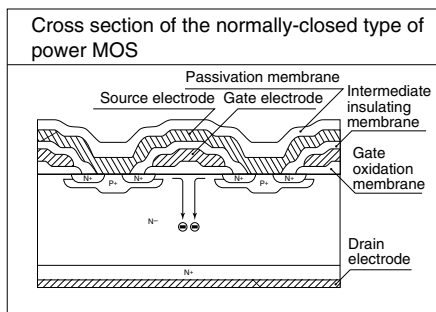 Cross section of the normally-closed type of
power MOS
Passivation membrane
Source electrode
Gate electrode
Intermediate
insulating
membrane
Gate
oxidation
membrane
N+
N+
P+
N+
N+
P+
N−
N+
Drain
electrode